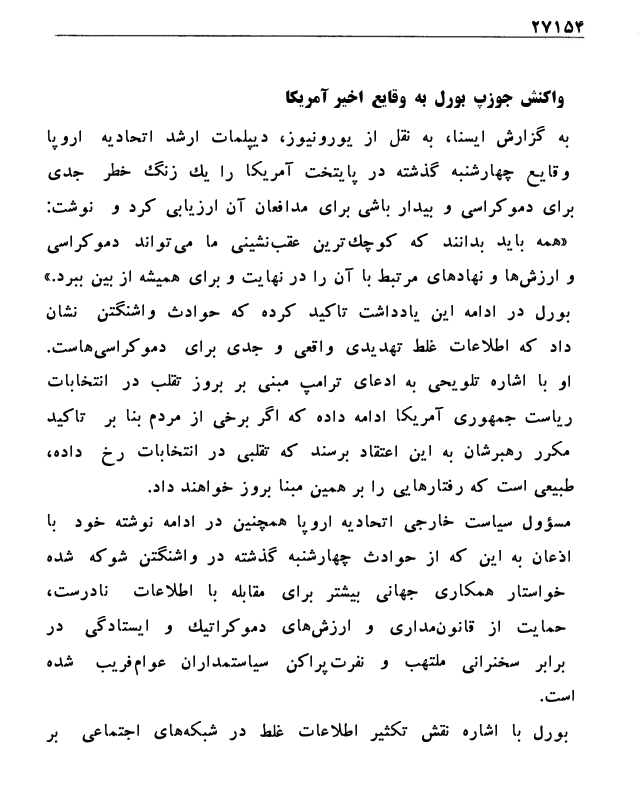 ۲۷۱۵۴
واکنش جوزپ بورل به وقایع اخیر آمریکا
به گزارش ایسنا، به نقل از یورونیوز، دیپلمات ارشد اتحادیه اروپا
وقایع چهارشنبه گذشته در پایتخت آمریکا را یك زنگ خطر جدی
برای دموکراسی و بیدار باشی برای مدافعان آن ارزیابی کرد و نوشت:
«همه باید بدانند که کوچك‌ترین عقب‌نشینی ما می‌تواند دموکراسی
و ارزش‌ها و نهادهای مرتبط با آن را در نهایت و برای همیشه از بین ببرد.»
بورل در ادامه این یادداشت تاکید کرده که حوادث واشنگتن نشان
داد که اطلاعات غلط تهدیدی واقعی و جدی برای دموکراسی‌هاست.
او با اشاره تلویحی به ادعای ترامپ مبنی بر بروز تقلب در انتخابات
ریاست جمهوری آمریکا ادامه داده که اگر برخی از مردم بنا بر تاکید
مکرر رهبرشان به این اعتقاد برسند که تقلبی در انتخابات رخ داده،
طبیعی است که رفتارهایی را بر همین مبنا بروز خواهند داد.
مسؤول سیاست خارجی اتحادیه اروپا همچنین در ادامه نوشته خود با
اذعان به این که از حوادث چهارشنبه گذشته در واشنگتن شوکه شده
خواستار همکاری جهانی بیشتر برای مقابله با اطلاعات نادرست،
حمایت از قانون‌مداری و ارزش‌های دموکراتیك و ایستادگی در
برابر سخنرانی ملتهب و نفرت‌پراکن سیاستمداران عوام‌فریب شده
است.
بورل با اشاره نقش تکثیر اطلاعات غلط در شبکه‌های اجتماعی بر